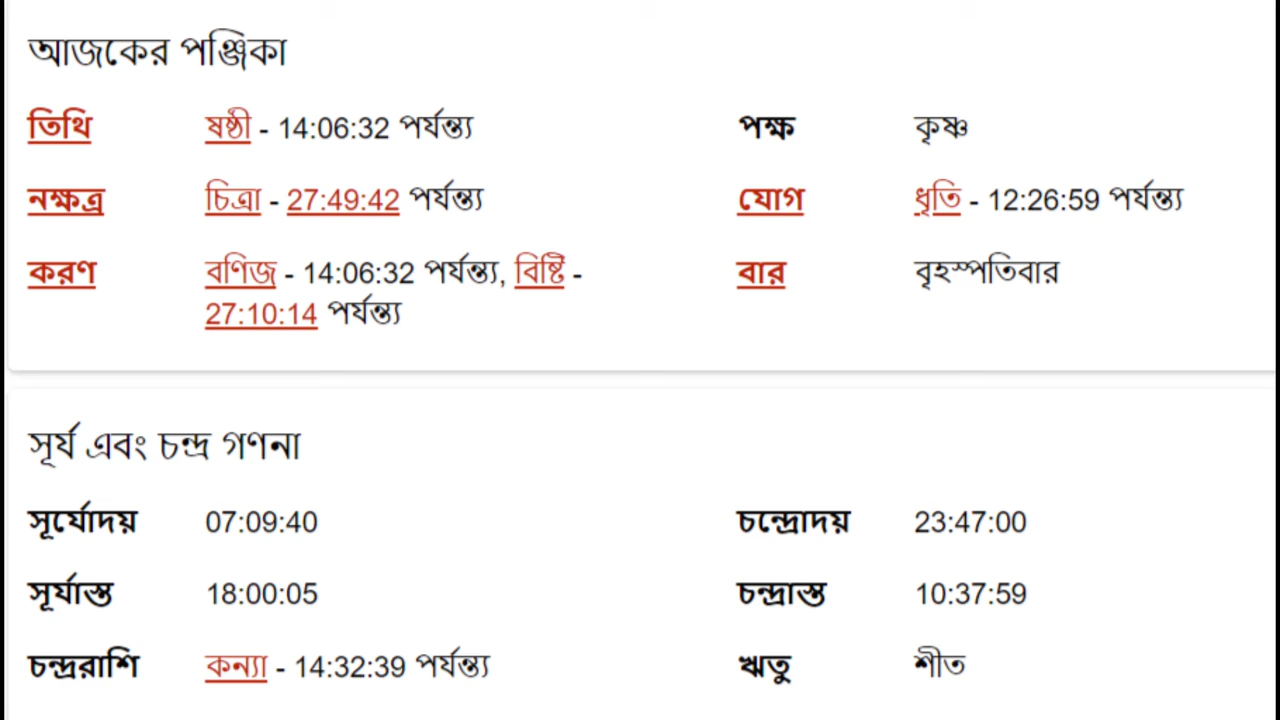 আজকের পঞ্জিকা
তিথি ষষ্ঠী - 14:06:32 পর্যন্ত্য পক্ষ কৃষ্ণ
নক্ষত্র চিত্রা - 27:49:42 পর্যন্ত্য যোগ ধৃতি - 12:26:59 পর্যন্ত্য
করণ বণিজ - 14:06:32 পর্যন্ত্য, বিষ্টি - বার বৃহস্পতিবার
27:10:14 পর্যন্ত্য
সূর্য এবং চন্দ্র গণনা
সূর্যোদয় 07:09:40 চন্দ্রোদয় 23:47:00
সূর্যাস্ত 18:00:05 চন্দ্রাস্ত 10:37:59
চন্দ্ররাশি কন্যা - 14:32:39 পর্যন্ত্য ঋতু শীত